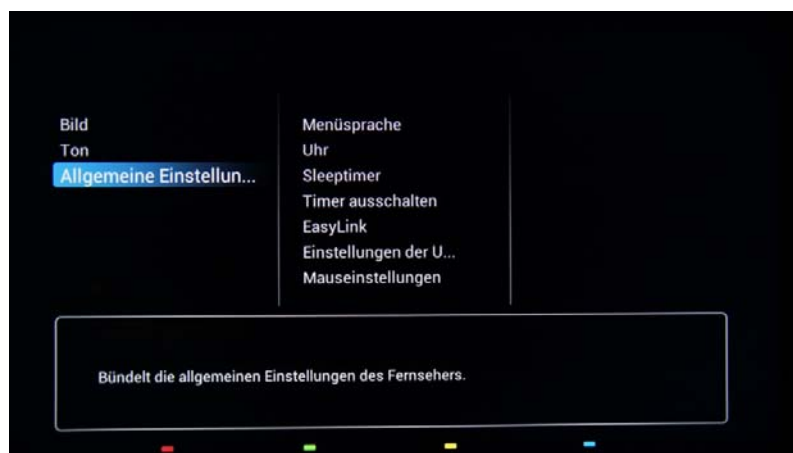 Bild
Ton
Allgemeine Einstellun...
Menüsprache
Uhr
Sleeptimer
Timer ausschalten
EasyLink
Einstellungen der U...
Mauseinstellungen
Bündelt die allgemeinen Einstellungen des Fernsehers.